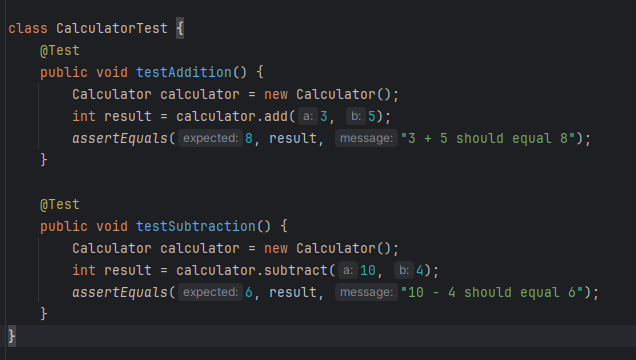 class CalculatorTest {
@Test
public void testAddition() {
Calculator calculator = new Calculator();
int result = calculator.add( a: 3, b: 5);
assertEquals( expected: 8, result, message: "3 + 5 should equal 8");
}
@Test
public void testSubtraction() {
Calculator calculator = new Calculator();
int result = calculator.subtract( a: 10, b: 4);
assertEquals( expected: 6, result, message: "10 - 4 should equal 6");
}
}